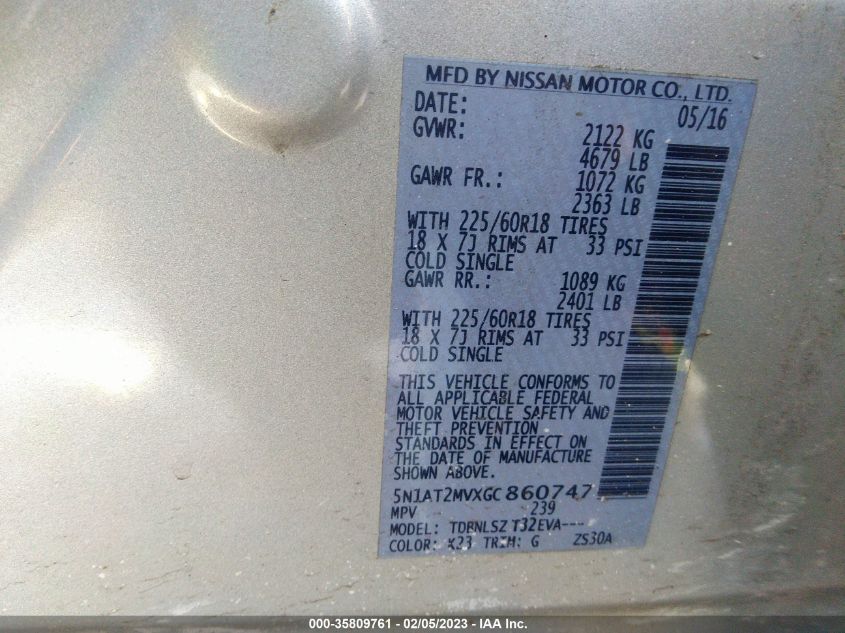 MFD BY NISSAN MOTOR CO., LTD.
DATE: 05/16
GVWR: 2122 KG
4679 LB
GAWR FR.: 1072 KG
2363 LB
WITH 225/60R18 TIRES
18 X 7J RIMS AT 33 PSI
COLD SINGLE
GAWR RR.: 1089 KG
2401 LB
WITH 225/60R18 TIRES
18 X 7J RIMS AT 33 PSI
COLD SINGLE
THIS VEHICLE CONFORMS TO
ALL APPLICABLE FEDERAL
MOTOR VEHICLE SAFETY AND
THEFT PREVENTION
STANDARDS IN EFFECT ON
THE DATE OF MANUFACTURE
SHOWN ABOVE.
5N1AT2MVXGC860747
MPV 239
MODEL: TDBNLSZ T32EVA---
COLOR: K23 TRIM: G ZS30A
000-35809761 - 02/05/2023 - IAA Inc.